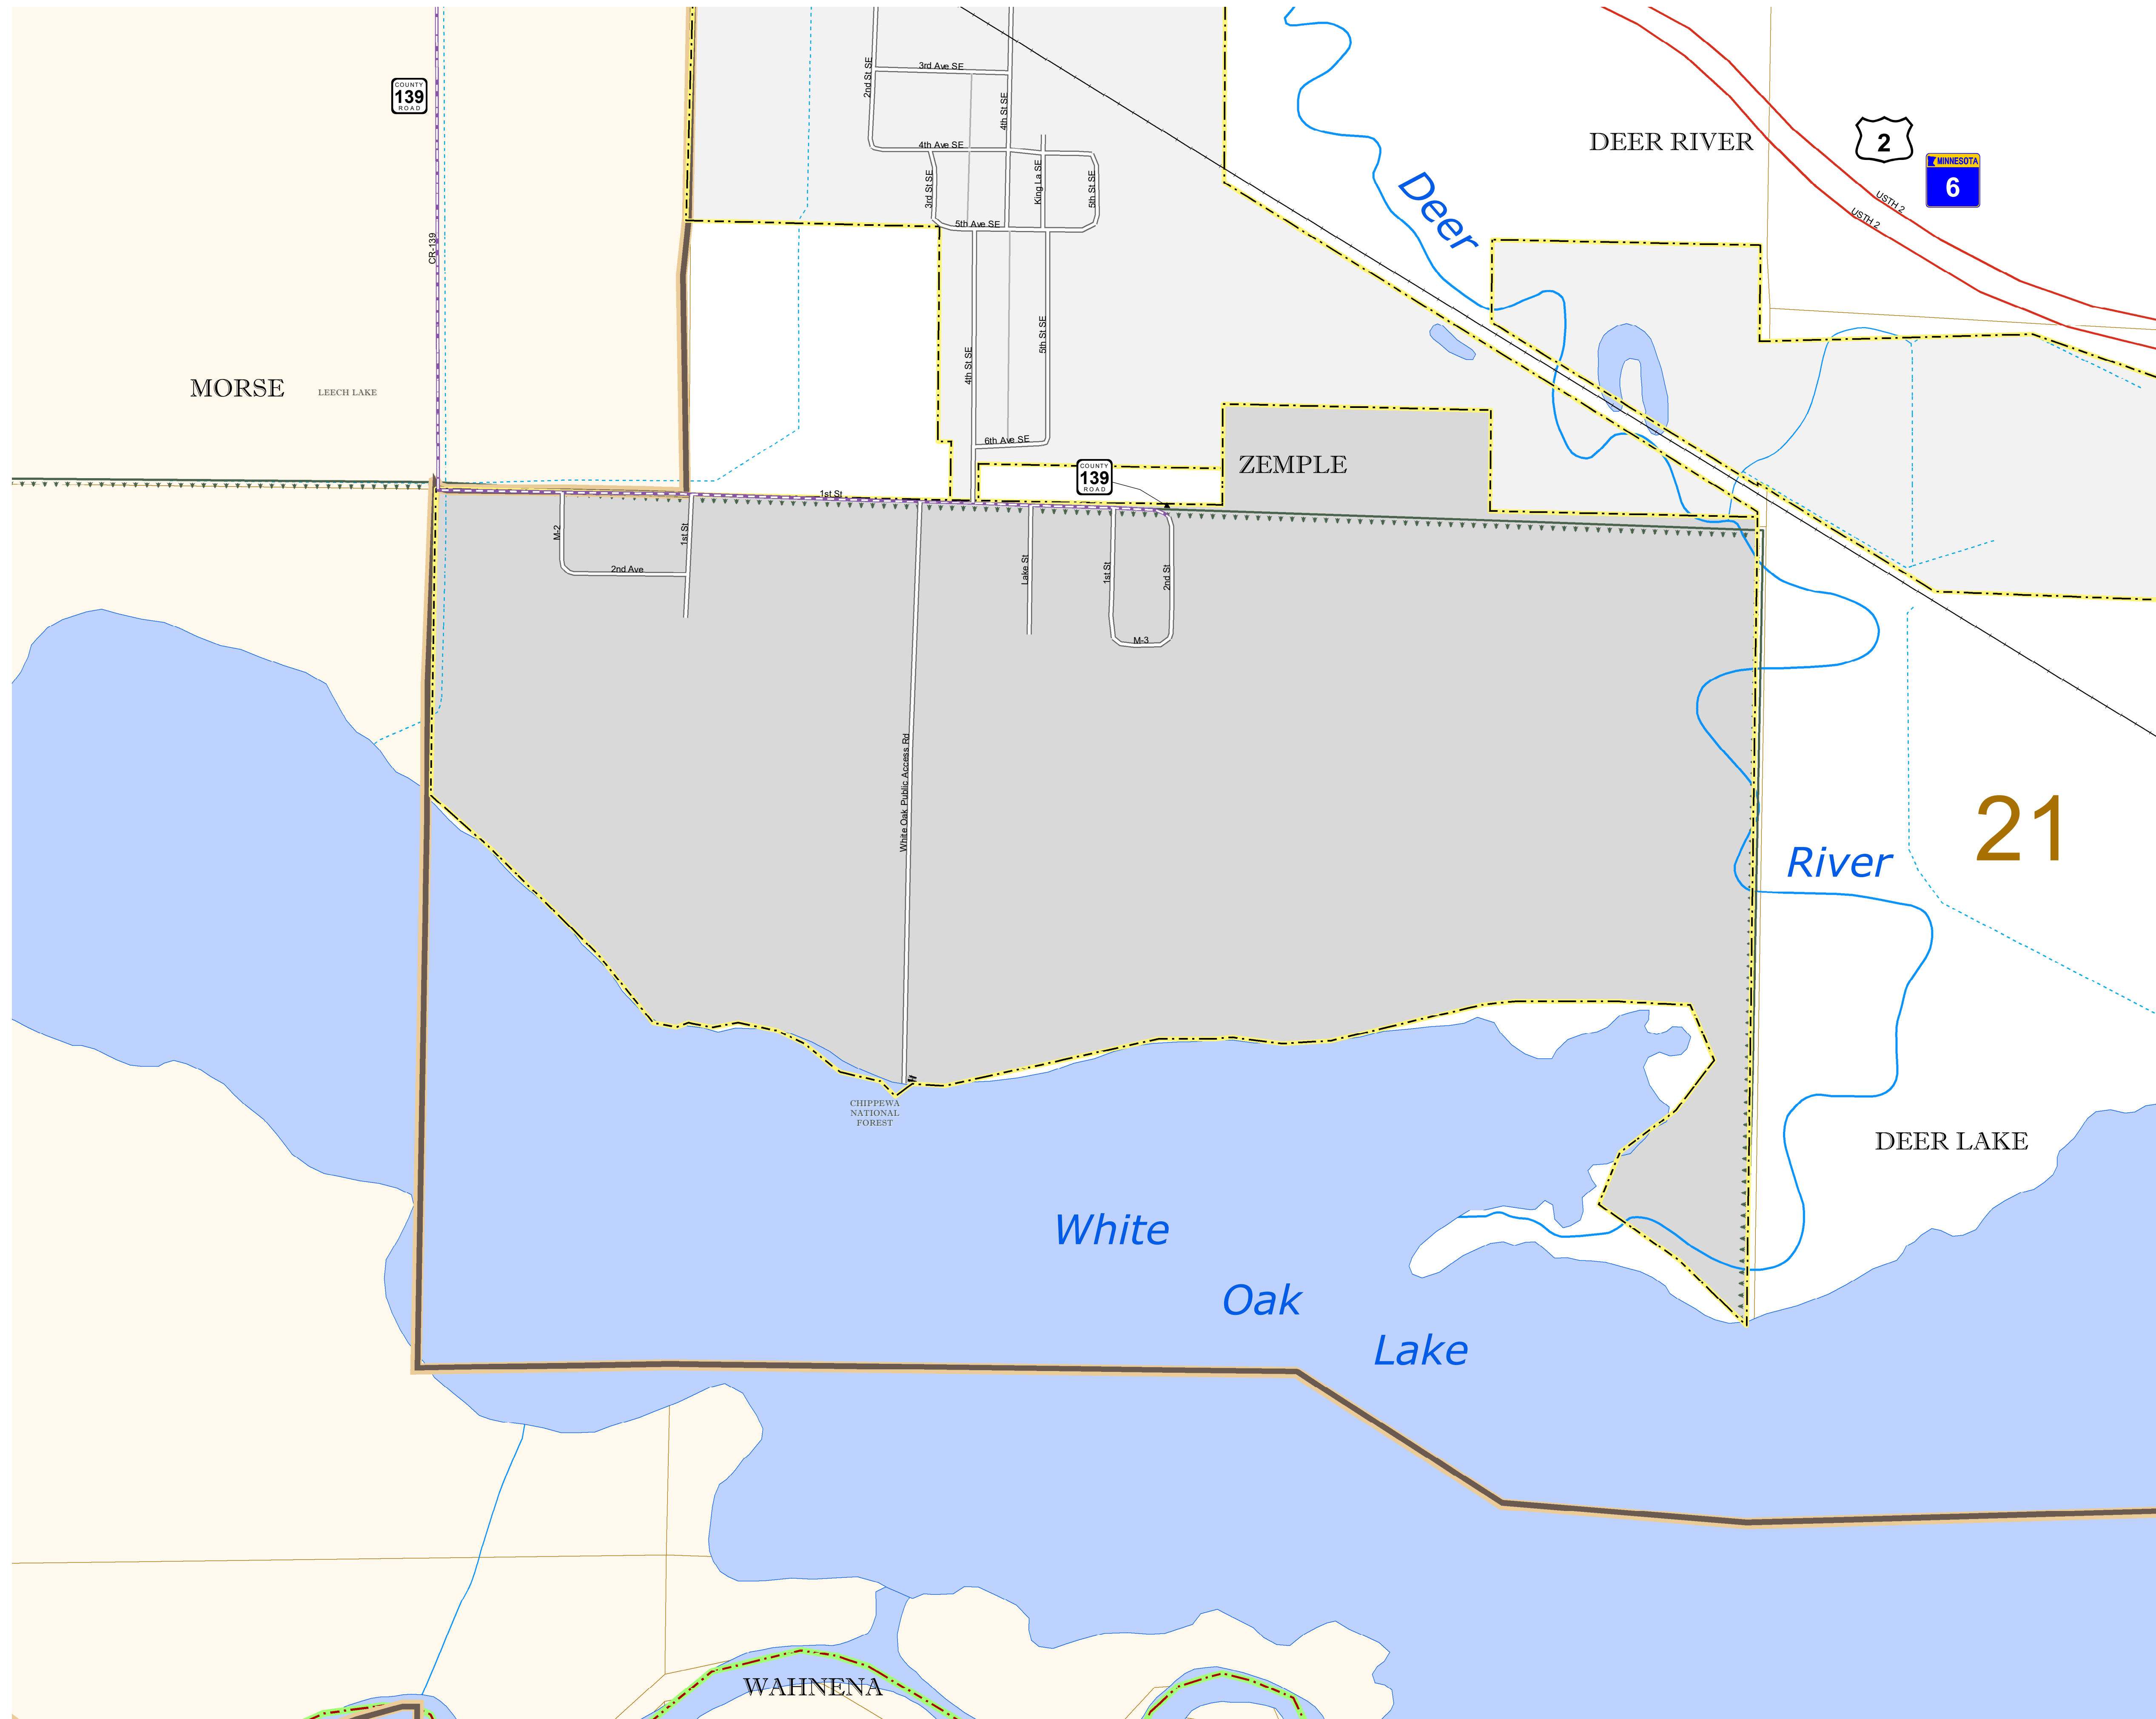 COUNTY
139
ROAD
2nd St SE
3rd Ave SE
4th St SE
4th Ave SE
3rd St SE
King La SE
5th St SE
5th Ave SE
DEER RIVER
2
MINNESOTA
6
USTH 2
USTH 2
Deer
CR-139
MORSE
LEECH LAKE
4th St SE
5th St SE
6th Ave SE
COUNTY
139
ROAD
ZEMPLE
1st St
M-2
1st St
2nd Ave
Lake St
1st St
2nd St
M-3
White Oak Public Access Rd
21
River
CHIPPEWA
NATIONAL
FOREST
DEER LAKE
White
Oak
Lake
WAHNENA